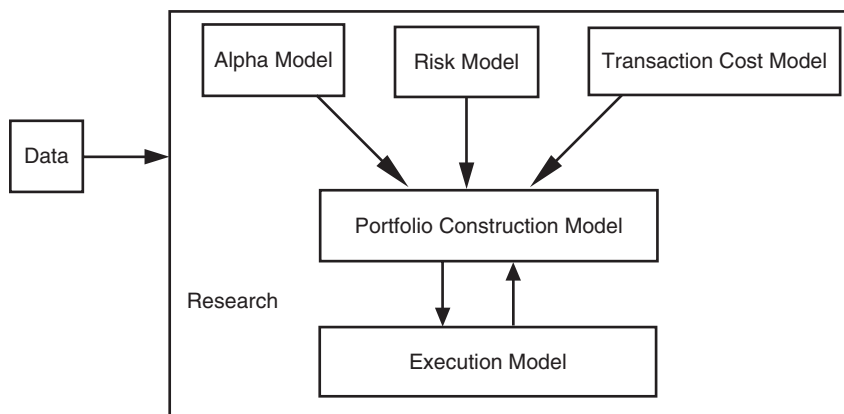 Alpha Model
Risk Model
Transaction Cost Model
Data
Portfolio Construction Model
Research
Execution Model